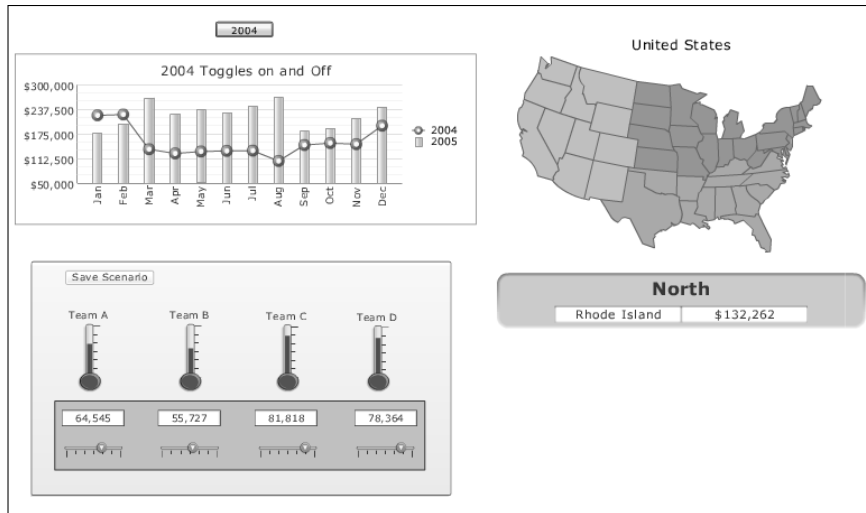 2004
2004 Toggles on and Off
$300,000
$237,500
$175,000
$112,500
$50,000
Jan Feb Mar Apr May Jun Jul Aug Sep Oct Nov Dec
2004
2005
United States
Save Scenario
Team A Team B Team C Team D
64,545 55,727 81,818 78,364
North
Rhode Island $132,262